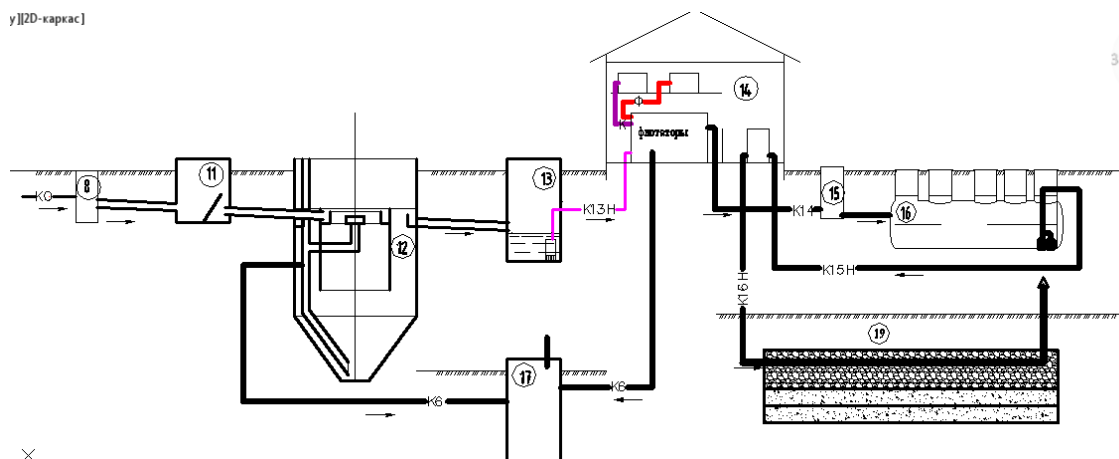 у][2D-каркас]
З
14
Ф
К
флотаторы
8
11
13
15
16
12
К0
К13Н
К14
К15Н
К16Н
19
17
К6
К6